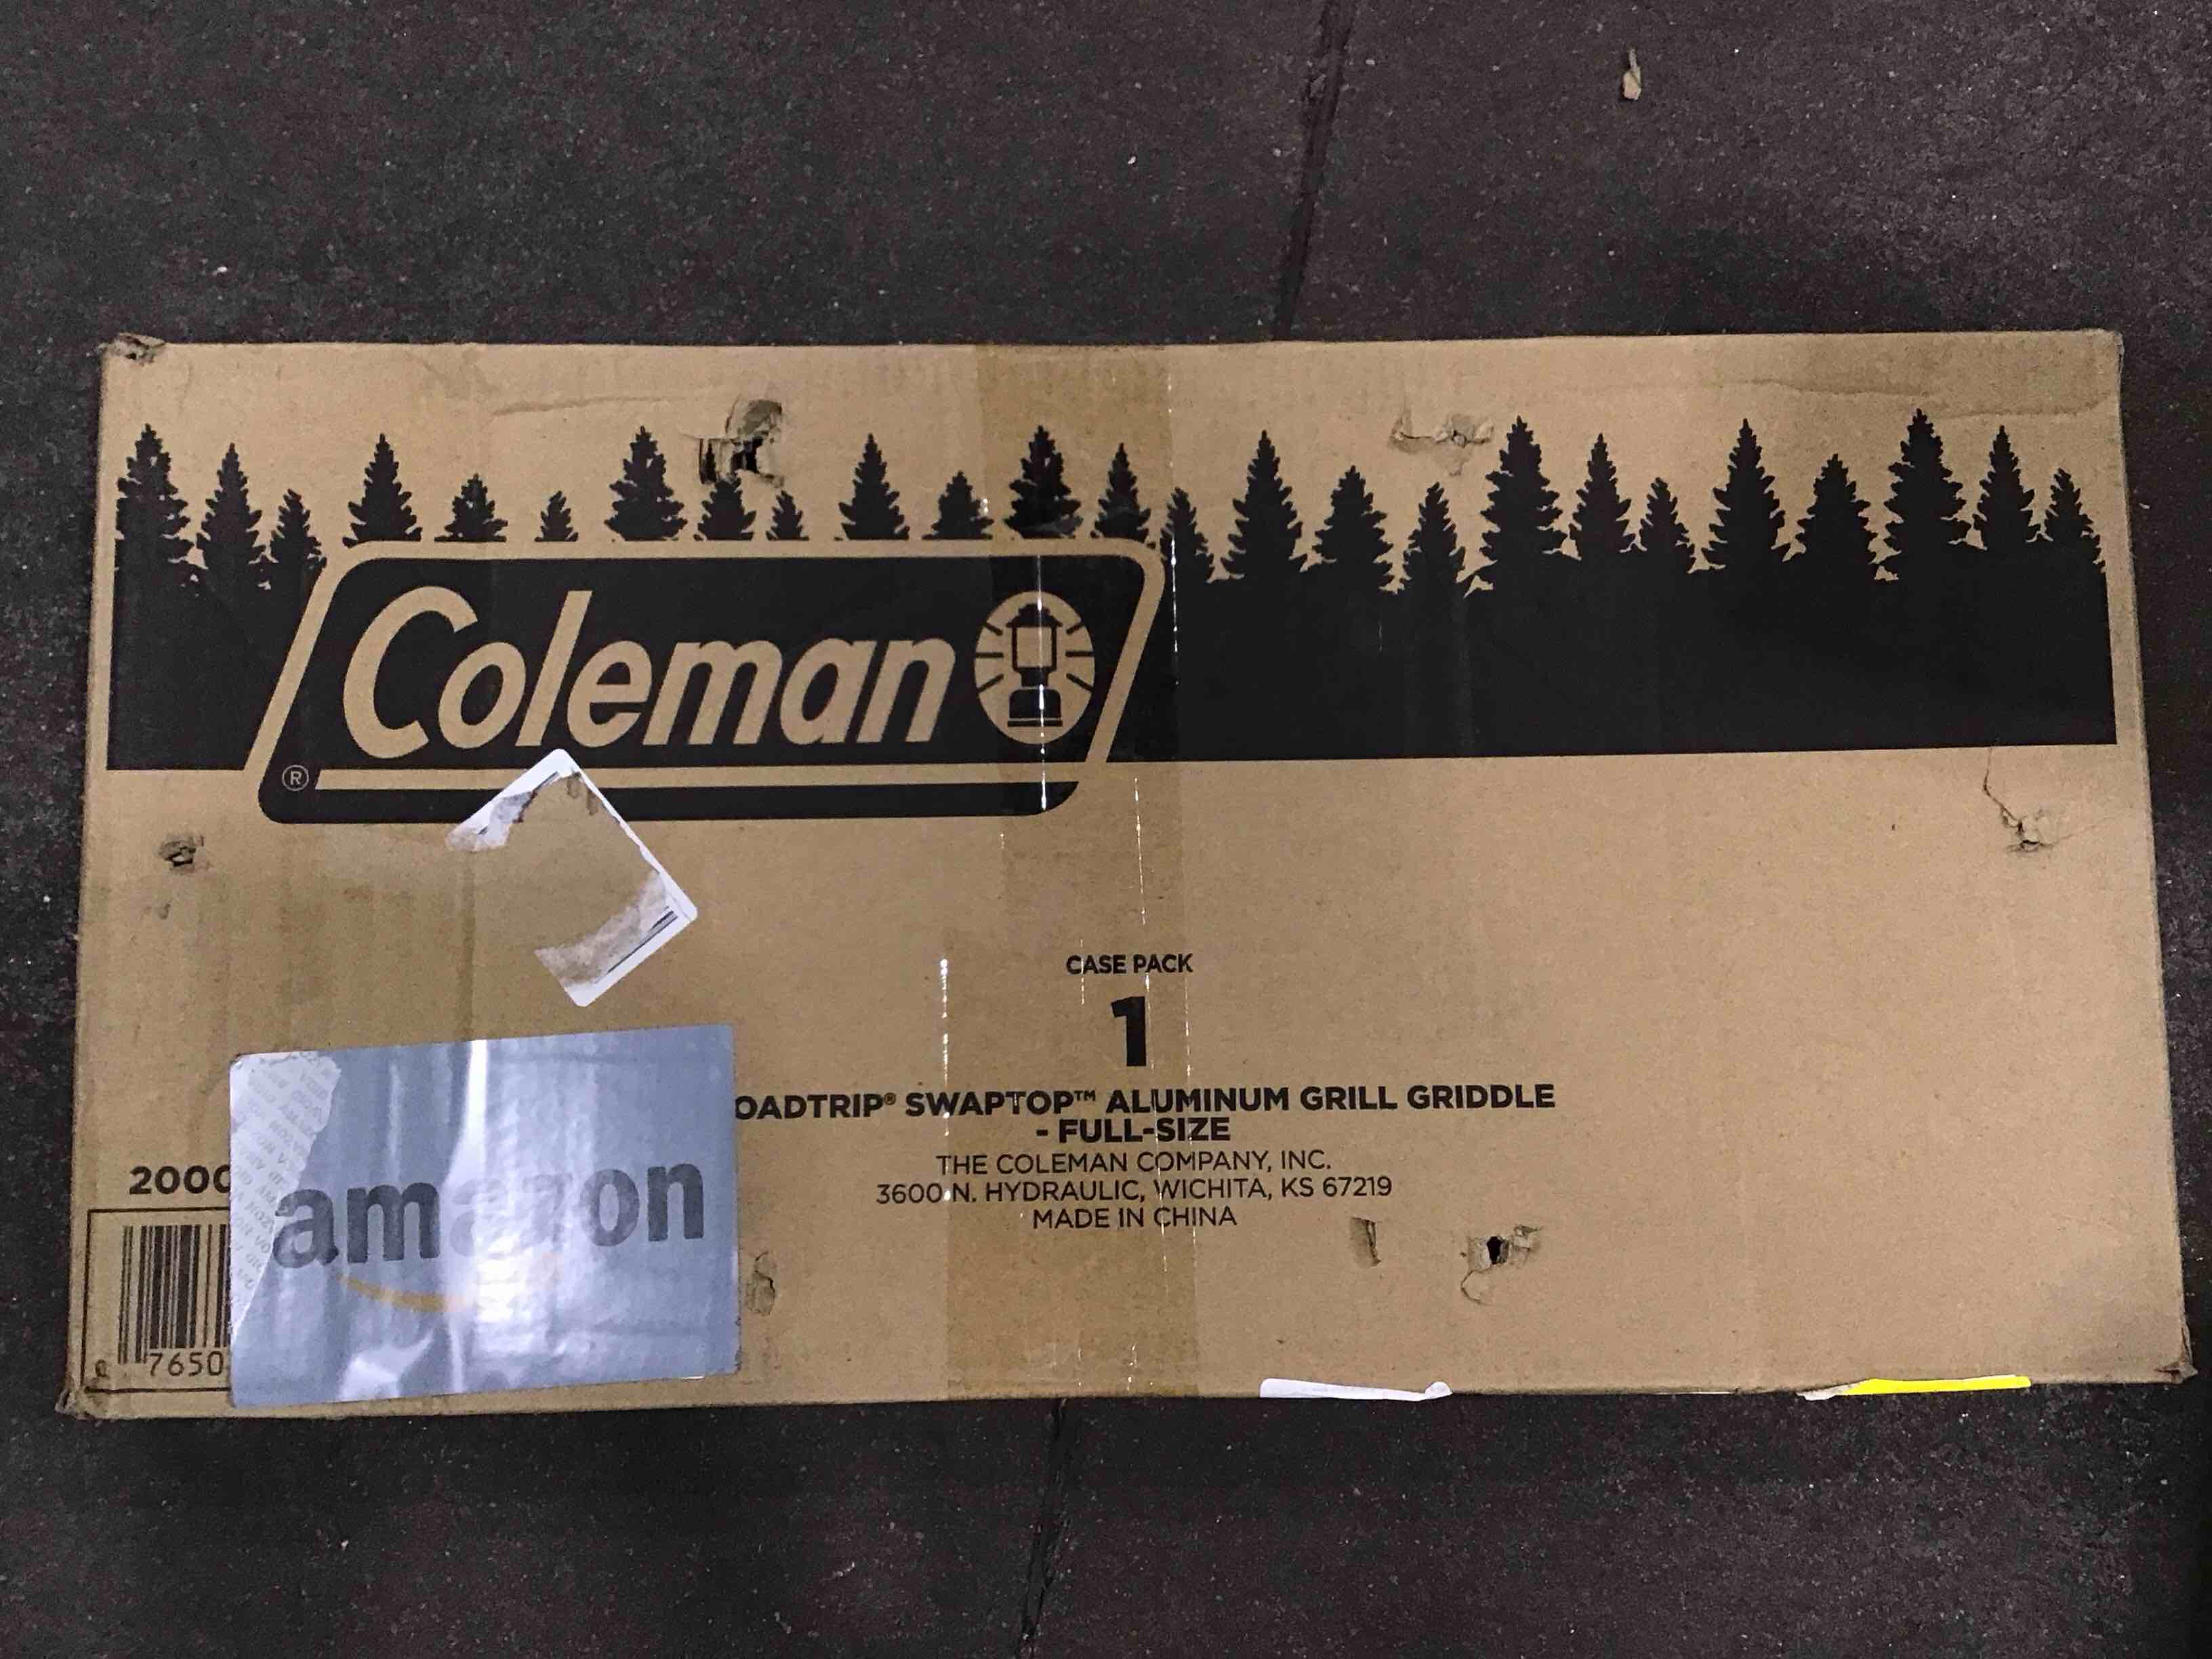 Coleman
®
CASE PACK
1
OADTRIP® SWAPTOP™ ALUMINUM GRILL GRIDDLE
- FULL-SIZE
THE COLEMAN COMPANY, INC.
3600 N. HYDRAULIC, WICHITA, KS 67219
MADE IN CHINA
2000
amazon
7650